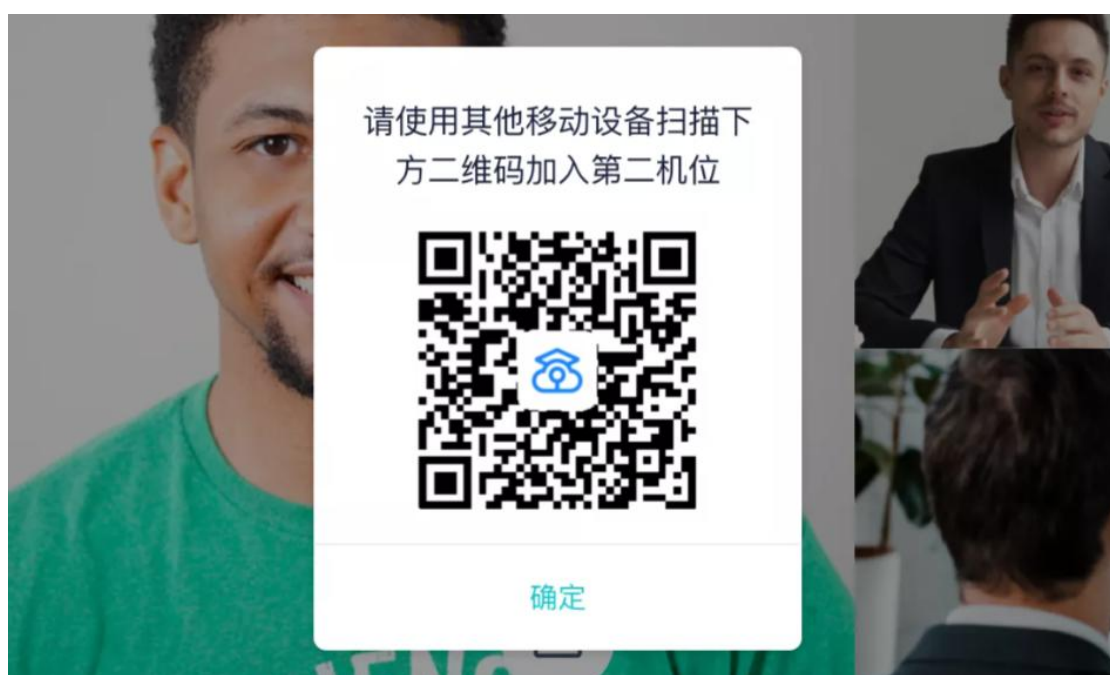 请使用其他移动设备扫描下
方二维码加入第二机位
确定